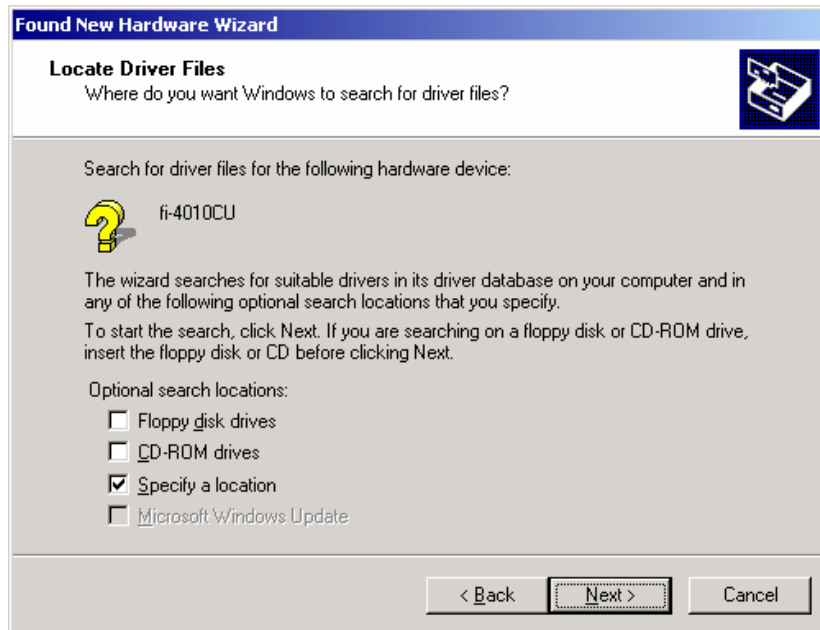 Found New Hardware Wizard
Locate Driver Files
Where do you want Windows to search for driver files?
Search for driver files for the following hardware device:
fi-4010CU
The wizard searches for suitable drivers in its driver database on your computer and in
any of the following optional search locations that you specify.
To start the search, click Next. If you are searching on a floppy disk or CD-ROM drive,
insert the floppy disk or CD before clicking Next.
Optional search locations:
Floppy disk drives
CD-ROM drives
Specify a location
Microsoft Windows Update
< Back Next > Cancel